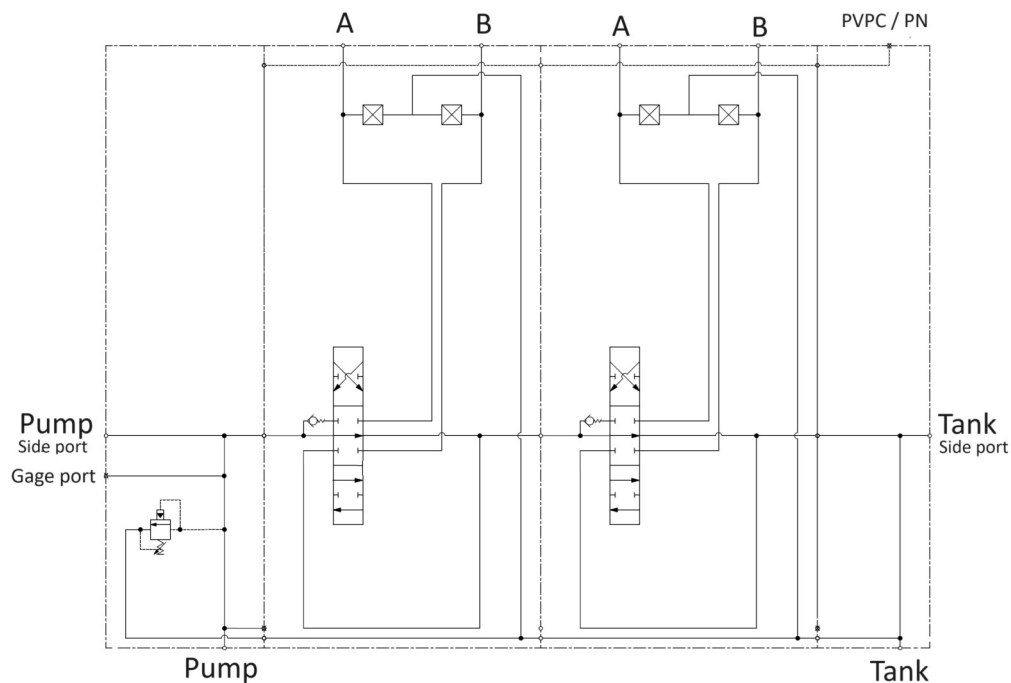 A
B
A
B
PVPC / PN
Pump
Side port
Gage port
Tank
Side port
Pump
Tank